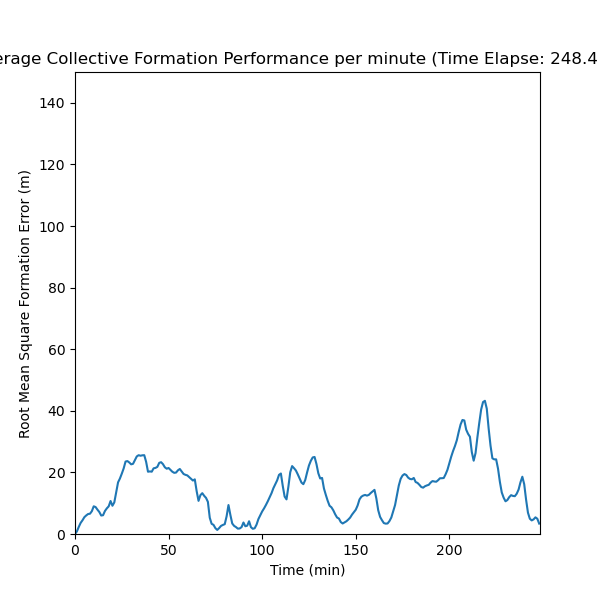 erage Collective Formation Performance per minute (Time Elapse: 248.4
Root Mean Square Formation Error (m)
140
120
100
80
60
40
20
0
0 50 100 150 200
Time (min)